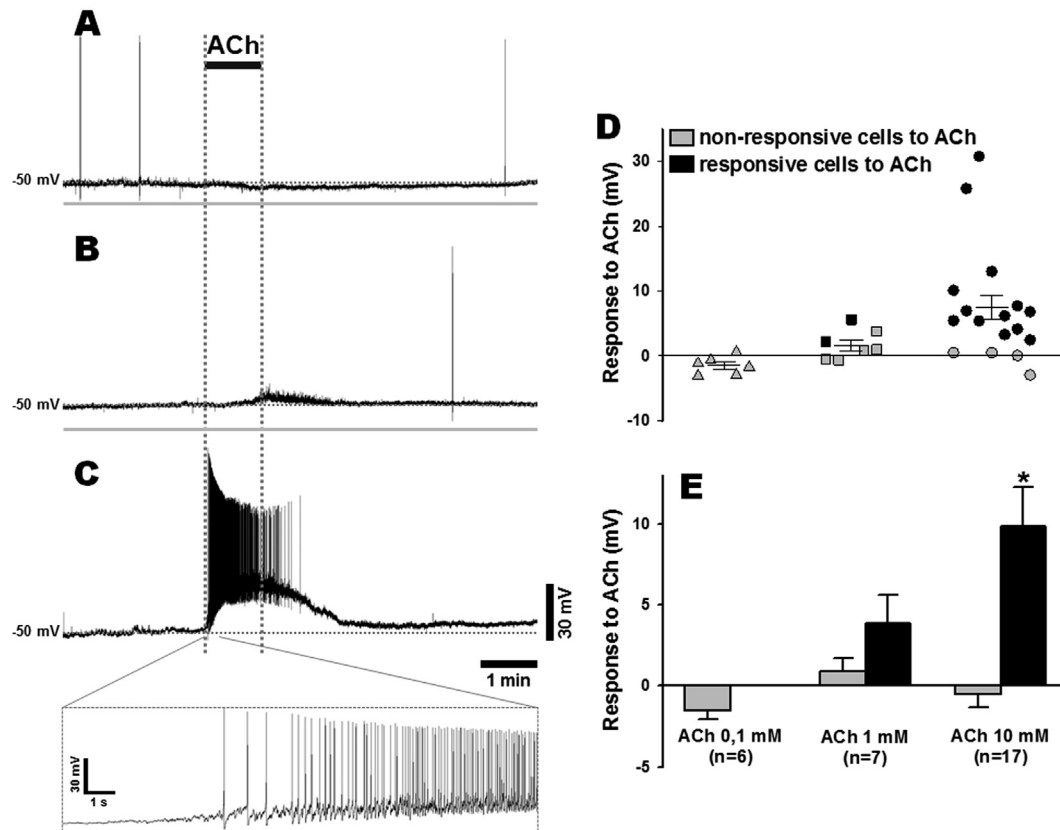 A
ACh
-50 mV
B
-50 mV
C
-50 mV
30 mV
1 min
30 mV
1 s
D
non-responsive cells to ACh
responsive cells to ACh
Response to ACh (mV)
30
20
10
0
-10
E
*
Response to ACh (mV)
10
5
0
-5
ACh 0,1 mM
(n=6)
ACh 1 mM
(n=7)
ACh 10 mM
(n=17)